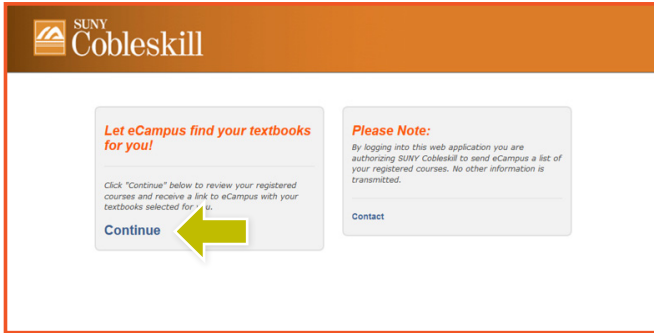 SUNY
Cobleskill
Let eCampus find your textbooks
for you!
Click "Continue" below to review your registered
courses and receive a link to eCampus with your
textbooks selected for you.
Continue
Please Note:
By logging into this web application you are
authorizing SUNY Cobleskill to send eCampus a list of
your registered courses. No other information is
transmitted.
Contact